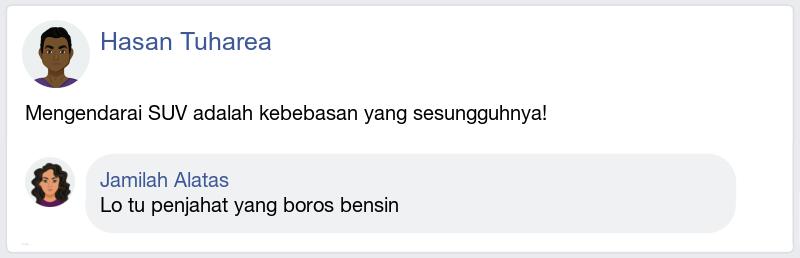 Hasan Tuharea
Mengendarai SUV adalah kebebasan yang sesungguhnya!
Jamilah Alatas
Lo tu penjahat yang boros bensin